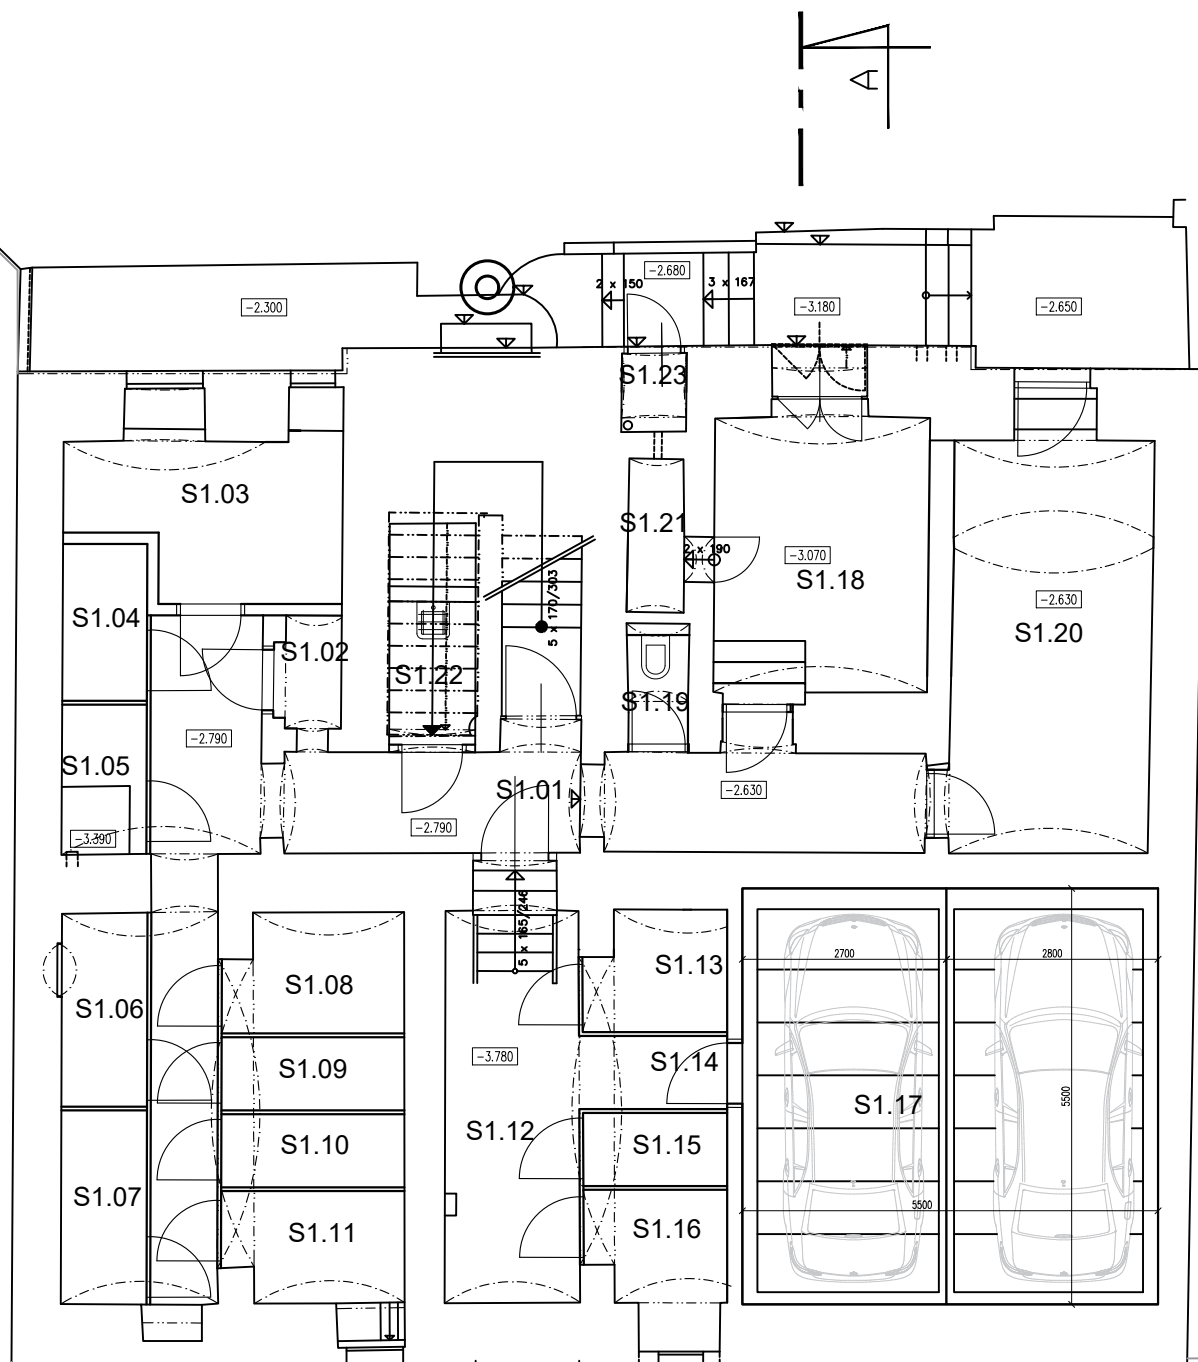 A
-2.680
2 x 150
3 x 167
-2.300
-3.180
-2.650
S1.23
S1.03
S1.21
2 x 190
-3.070
S1.18
5 x 170/303
-2.630
S1.04
S1.20
S1.02
S1.22
S1.19
-2.790
S1.05
S1.01
-2.630
-2.790
-3.390
5 x 165/246
2700
2800
S1.13
S1.08
S1.06
-3.780
S1.14
S1.09
5500
S1.17
S1.12
S1.10
S1.15
S1.07
5500
S1.11
S1.16